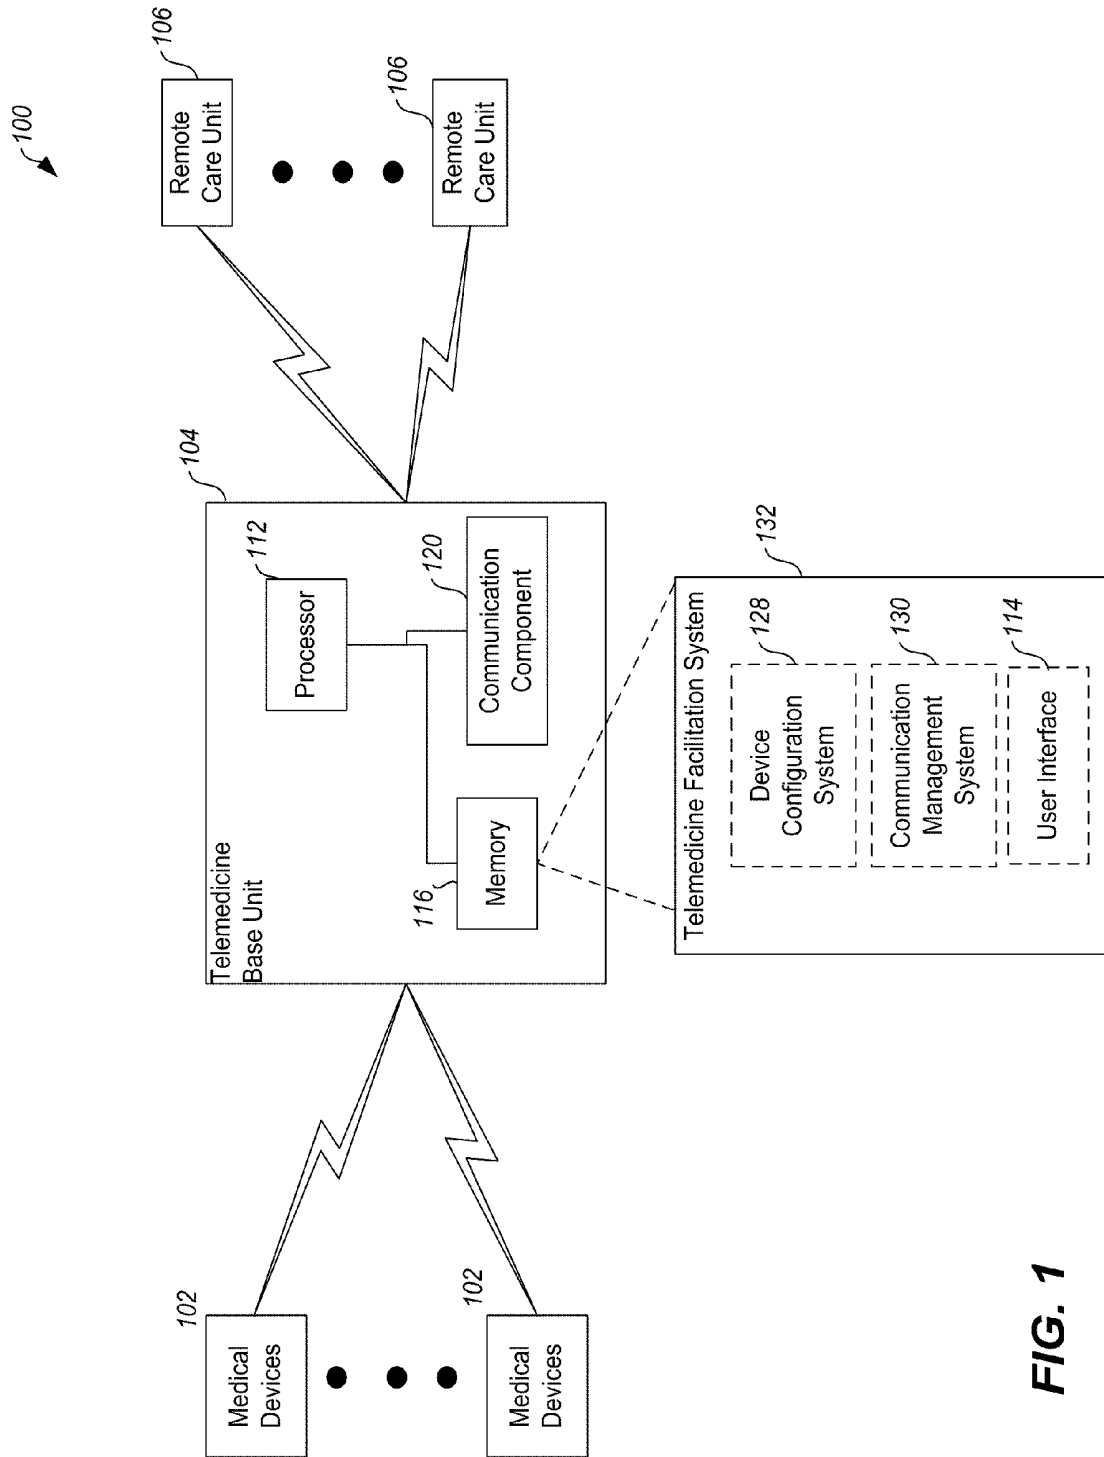 100
106
Remote
Care Unit
106
Remote
Care Unit
104
Telemedicine
Base Unit
112
Processor
120
Communication
Component
116
Memory
102
Medical
Devices
102
Medical
Devices
132
Telemedicine Facilitation System
128
Device
Configuration
System
130
Communication
Management
System
114
User Interface
FIG. 1